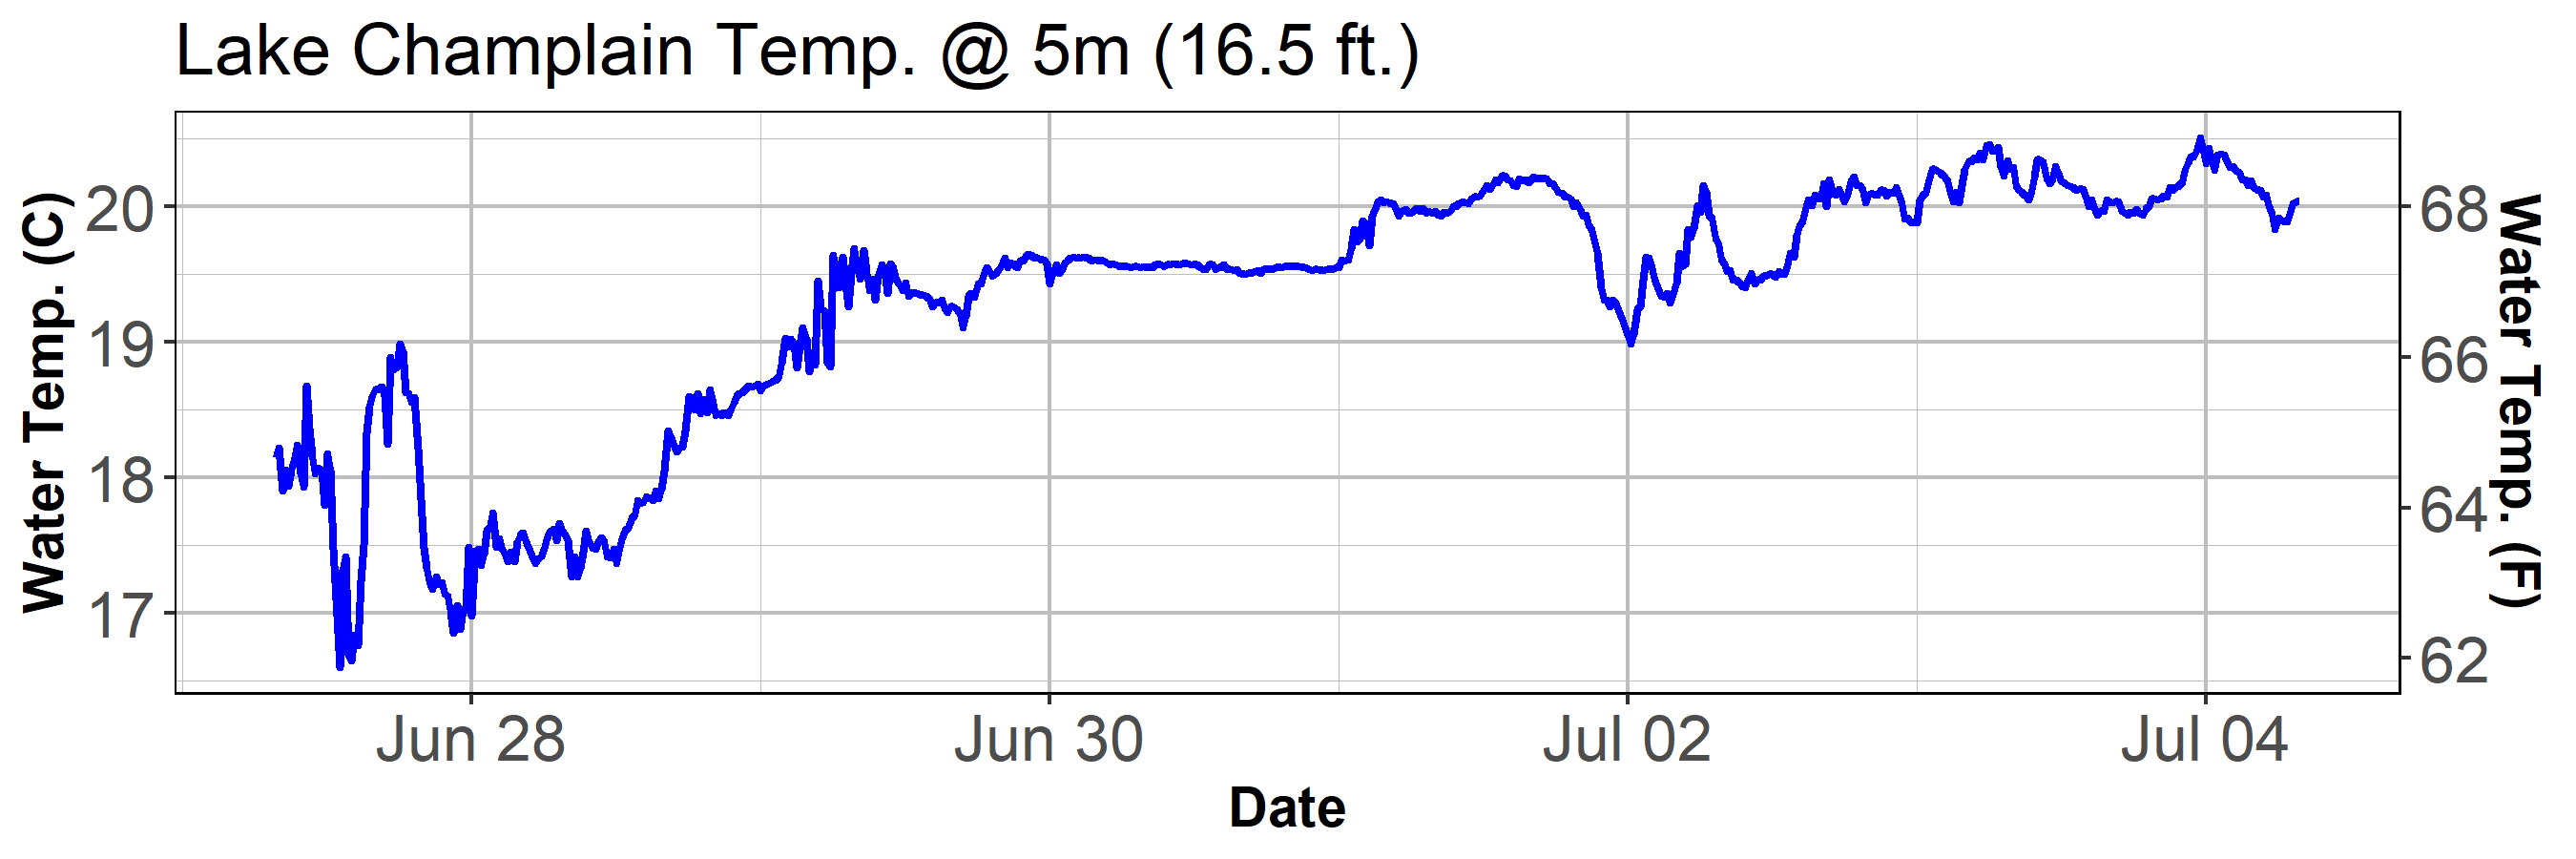 Lake Champlain Temp. @ 5m (16.5 ft.)
Water Temp. (C)
20
19
18
17
68
66
64
62
Water Temp. (F)
Jun 28
Jun 30
Jul 02
Jul 04
Date